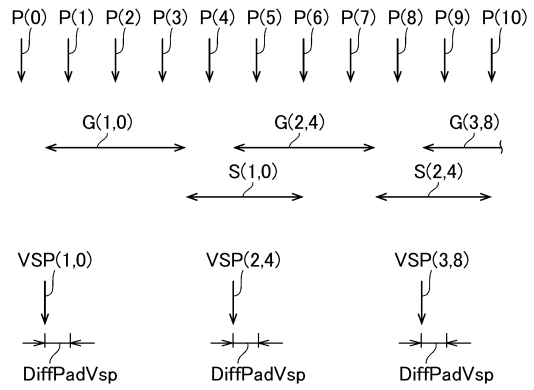 P(0) P(1) P(2) P(3) P(4) P(5) P(6) P(7) P(8) P(9) P(10)
G(1,0) G(2,4) G(3,8)
S(1,0) S(2,4)
VSP(1,0) VSP(2,4) VSP(3,8)
DiffPadVsp DiffPadVsp DiffPadVsp